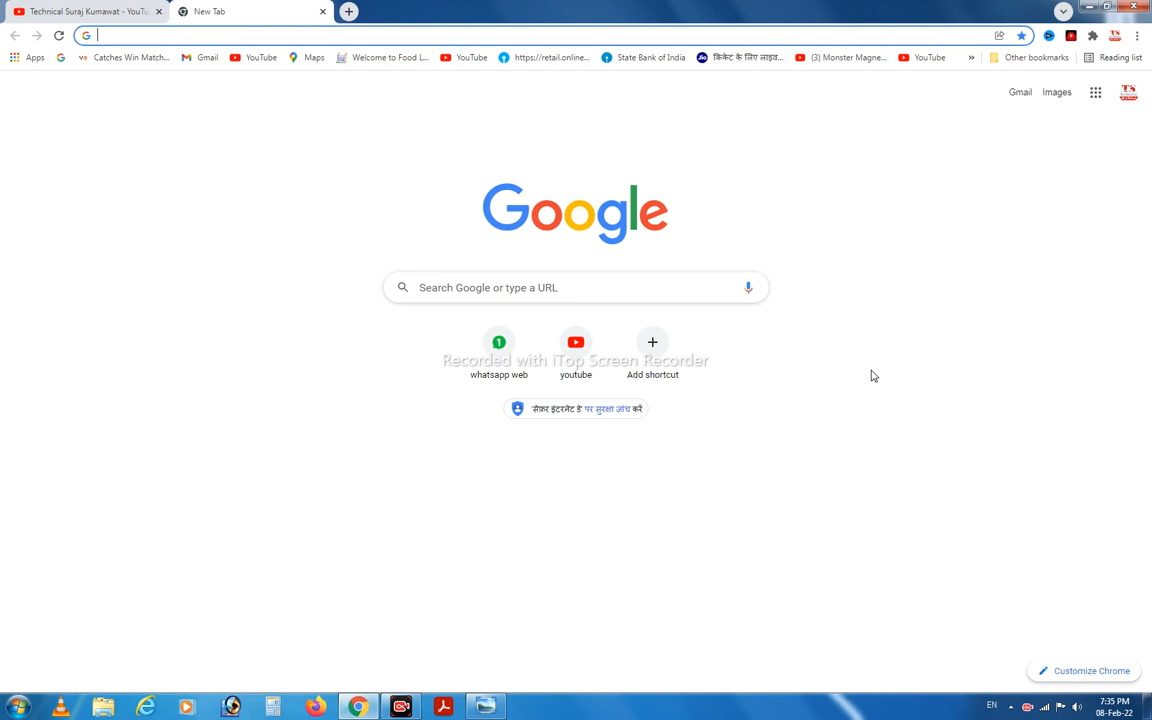 Technical Suraj Kumawat - YouTu
New Tab
Apps
Catches Win Match...
Gmail
YouTube
Maps
Welcome to Food L...
YouTube
https://retail.online...
State Bank of India
क्रिकेट के लिए लाइव...
(3) Monster Magne...
YouTube
»
Other bookmarks
Reading list
Gmail
Images
Google
Search Google or type a URL
Recorded with iTop Screen Recorder
whatsapp web
youtube
Add shortcut
'सेफ़र इंटरनेट डे' पर सुरक्षा जांच करें
Customize Chrome
EN
7:35 PM
08-Feb-22